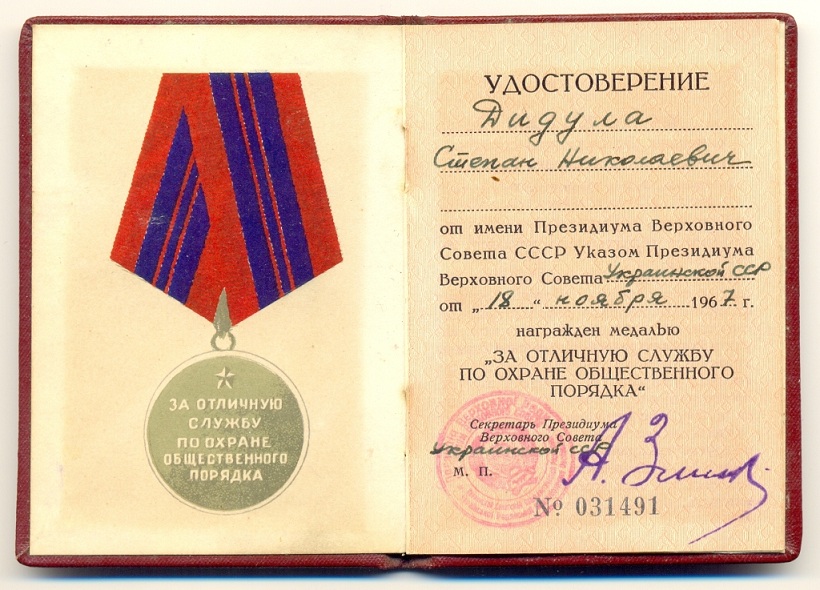 ЗА ОТЛИЧНУЮ
СЛУЖБУ
ПО ОХРАНЕ
ОБЩЕСТВЕННОГО
ПОРЯДКА
УДОСТОВЕРЕНИЕ
Дидула
Степан Николаевич
от имени Президиума Верховного
Совета СССР Указом Президиума
Верховного Совета Украинской ССР
от „18“ ноября 1967 г.
награжден медалью
„ЗА ОТЛИЧНУЮ СЛУЖБУ
ПО ОХРАНЕ ОБЩЕСТВЕННОГО
ПОРЯДКА“
Секретарь Президиума
Верховного Совета
Украинской ССР
М. П.
№ 031491